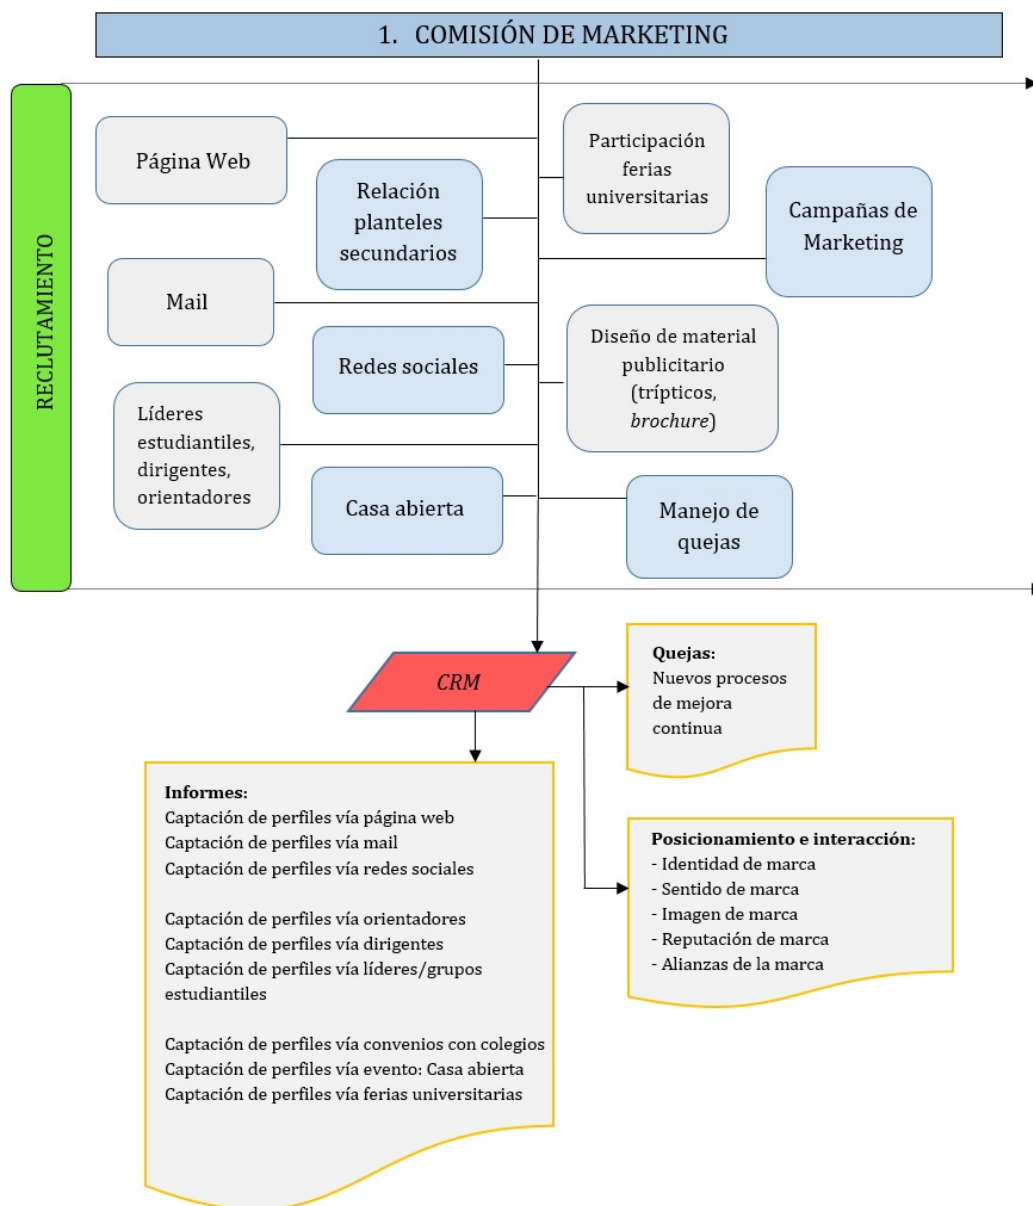 1. COMISIÓN DE MARKETING
RECLUTAMIENTO
Página Web
Participación
ferias
universitarias
Relación
planteles
secundarios
Campañas de
Marketing
Mail
Redes sociales
Diseño de material
publicitario
(trípticos,
brochure)
Líderes
estudiantiles,
dirigentes,
orientadores
Casa abierta
Manejo de
quejas
CRM
Quejas:
Nuevos procesos
de mejora
continua
Informes:
Captación de perfiles vía página web
Captación de perfiles vía mail
Captación de perfiles vía redes sociales
Captación de perfiles vía orientadores
Captación de perfiles vía dirigentes
Captación de perfiles vía líderes/grupos
estudiantiles
Captación de perfiles vía convenios con colegios
Captación de perfiles vía evento: Casa abierta
Captación de perfiles vía ferias universitarias
Posicionamiento e interacción:
- Identidad de marca
- Sentido de marca
- Imagen de marca
- Reputación de marca
- Alianzas de la marca